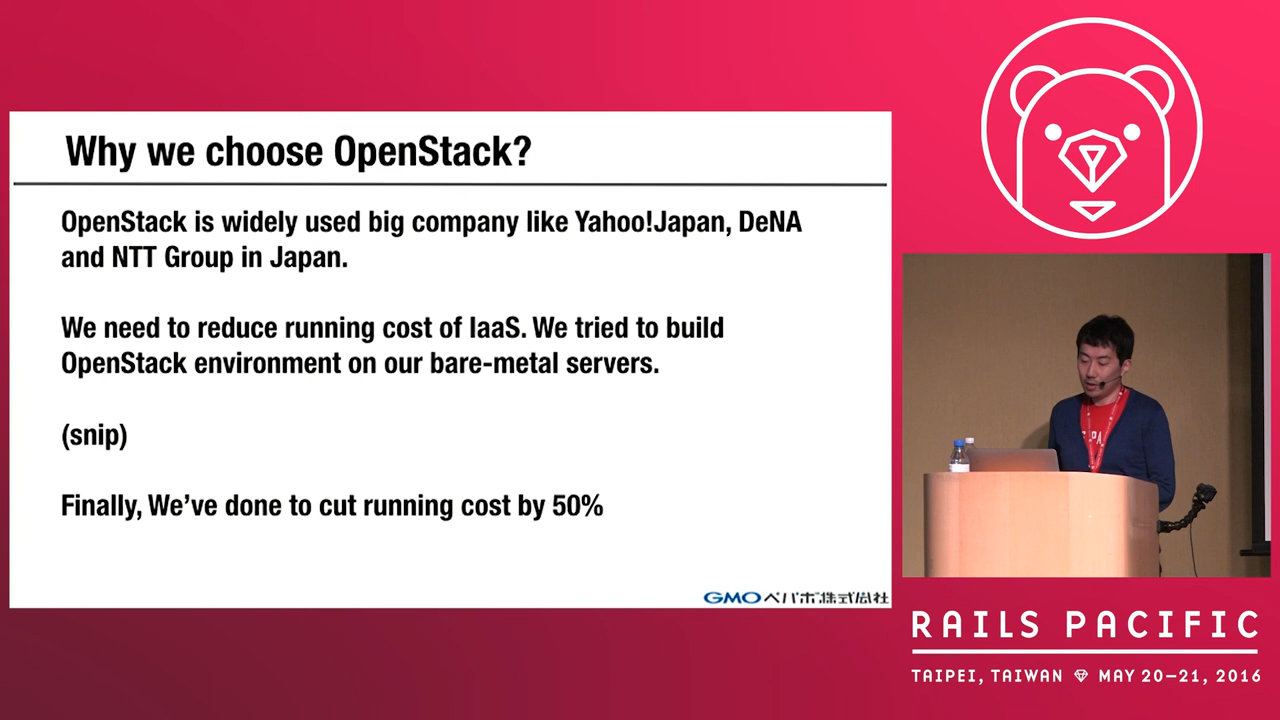 Why we choose OpenStack?
OpenStack is widely used big company like Yahoo!Japan, DeNA
and NTT Group in Japan.
We need to reduce running cost of IaaS. We tried to build
OpenStack environment on our bare-metal servers.
(snip)
Finally, We've done to cut running cost by 50%
GMOペパボ株式会社
RAILS PACIFIC
TAIPEI, TAIWAN MAY 20–21, 2016